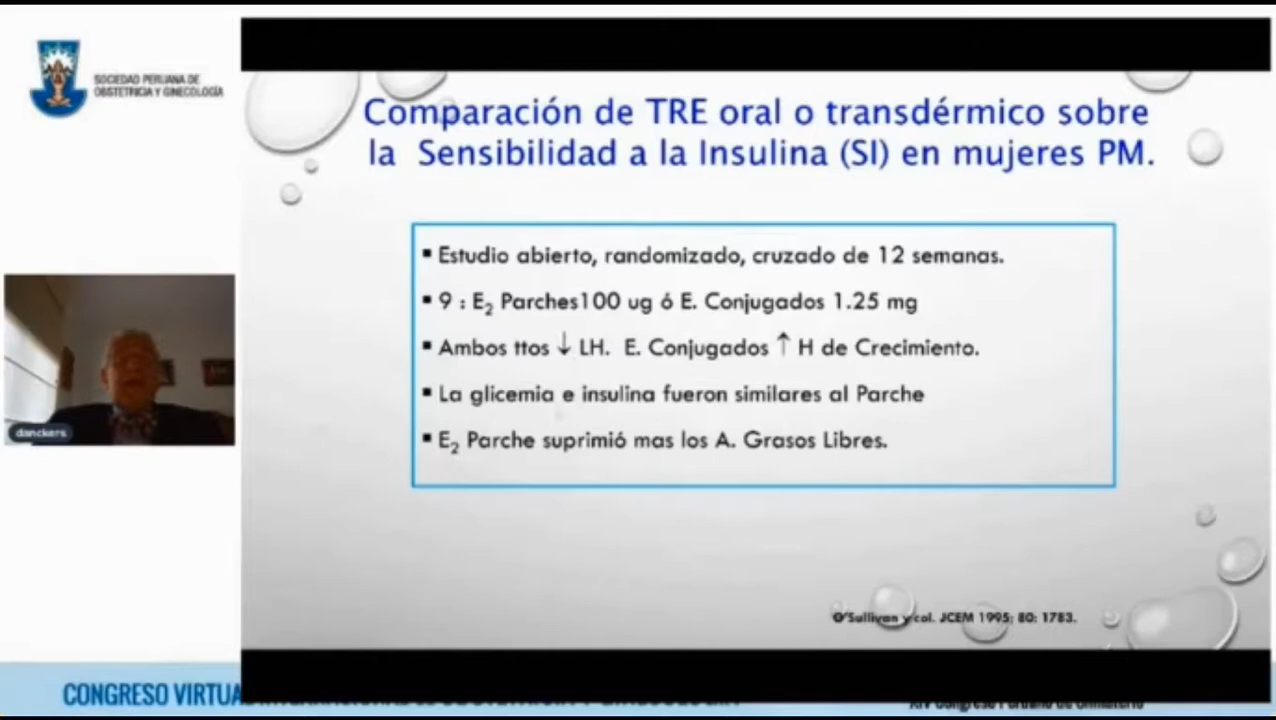 SOCIEDAD PERUANA DE
OBSTETRICIA Y GINECOLOGÍA
Comparación de TRE oral o transdérmico sobre
la Sensibilidad a la Insulina (SI) en mujeres PM.
▪ Estudio abierto, randomizado, cruzado de 12 semanas.
▪ 9 : E₂ Parches100 ug ó E. Conjugados 1.25 mg
▪ Ambos ttos ↓ LH. E. Conjugados ↑ H de Crecimiento.
▪ La glicemia e insulina fueron similares al Parche
▪ E₂ Parche suprimió mas los A. Grasos Libres.
danckers
O'Sullivan y col. JCEM 1995; 80: 1783.
CONGRESO VIRTUA